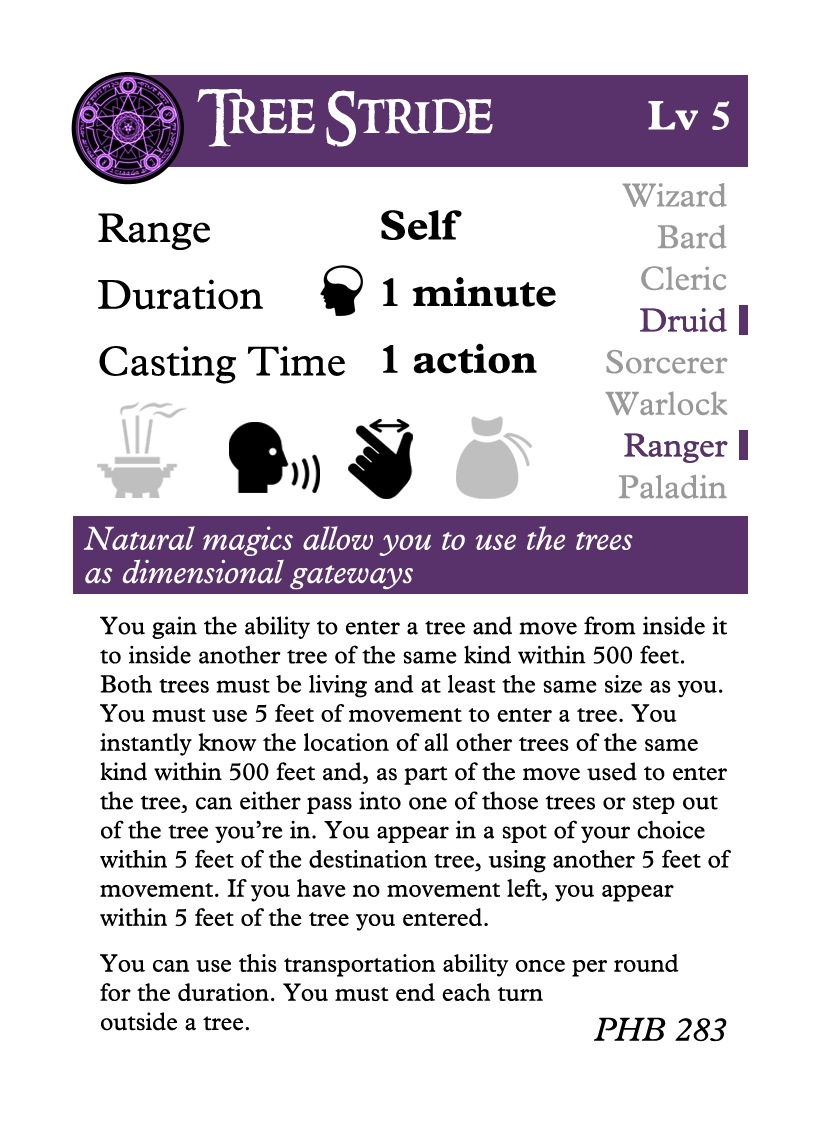 Tree Stride
Lv 5
Range Self
Duration 1 minute
Casting Time 1 action
Wizard
Bard
Cleric
Druid
Sorcerer
Warlock
Ranger
Paladin
Natural magics allow you to use the trees
as dimensional gateways
You gain the ability to enter a tree and move from inside it
to inside another tree of the same kind within 500 feet.
Both trees must be living and at least the same size as you.
You must use 5 feet of movement to enter a tree. You
instantly know the location of all other trees of the same
kind within 500 feet and, as part of the move used to enter
the tree, can either pass into one of those trees or step out
of the tree you’re in. You appear in a spot of your choice
within 5 feet of the destination tree, using another 5 feet of
movement. If you have no movement left, you appear
within 5 feet of the tree you entered.
You can use this transportation ability once per round
for the duration. You must end each turn
outside a tree.
PHB 283